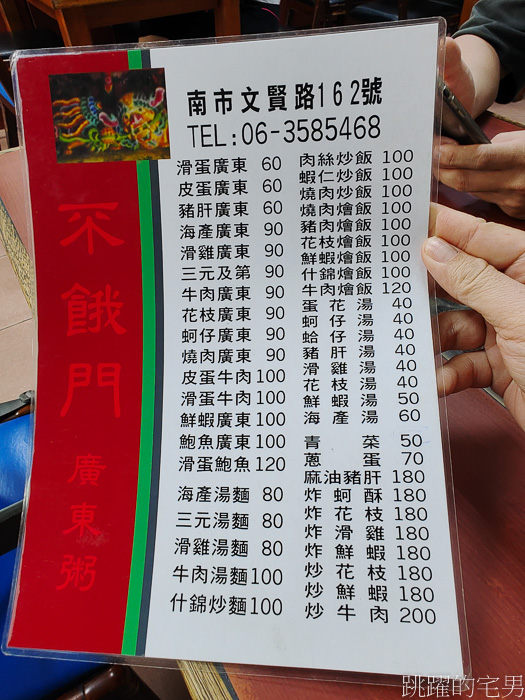 南市文賢路162號
TEL:06-3585468
不餓門
廣東粥
滑蛋廣東 60
皮蛋廣東 60
豬肝廣東 60
海產廣東 90
滑雞廣東 90
三元及第 90
牛肉廣東 90
花枝廣東 90
蚵仔廣東 90
燒肉廣東 90
皮蛋牛肉 100
滑蛋牛肉 100
鮮蝦廣東 100
鮑魚廣東 100
滑蛋鮑魚 120
海產湯麵 80
三元湯麵 80
滑雞湯麵 80
牛肉湯麵 100
什錦炒麵 100
肉絲炒飯 100
蝦仁炒飯 100
燒肉炒飯 100
燒肉燴飯 100
豬肉燴飯 100
花枝燴飯 100
鮮蝦燴飯 100
什錦燴飯 100
牛肉燴飯 120
蛋花湯 40
蚵仔湯 40
蛤仔湯 40
豬肝湯 40
滑雞湯 40
花枝湯 40
鮮蝦湯 50
海產湯 60
青菜 50
蔥蛋 70
麻油豬肝 180
炸蚵酥 180
炸花枝 180
炸滑雞 180
炸鮮蝦 180
炒花枝 180
炒鮮蝦 180
炒牛肉 200
跳躍的宅男